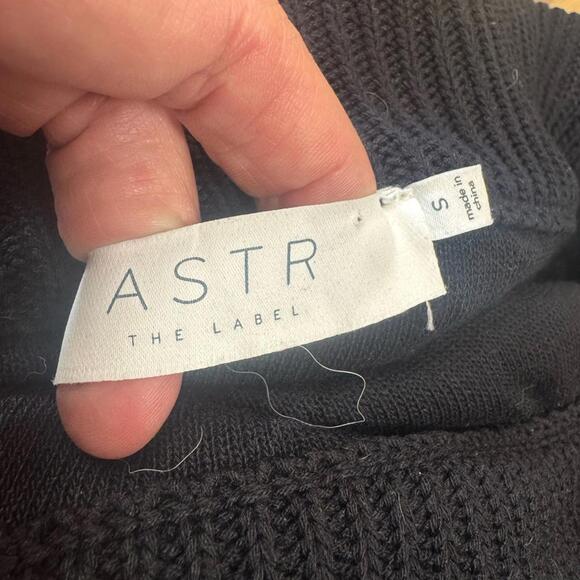 ASTR
THE LABEL
S
made in
china